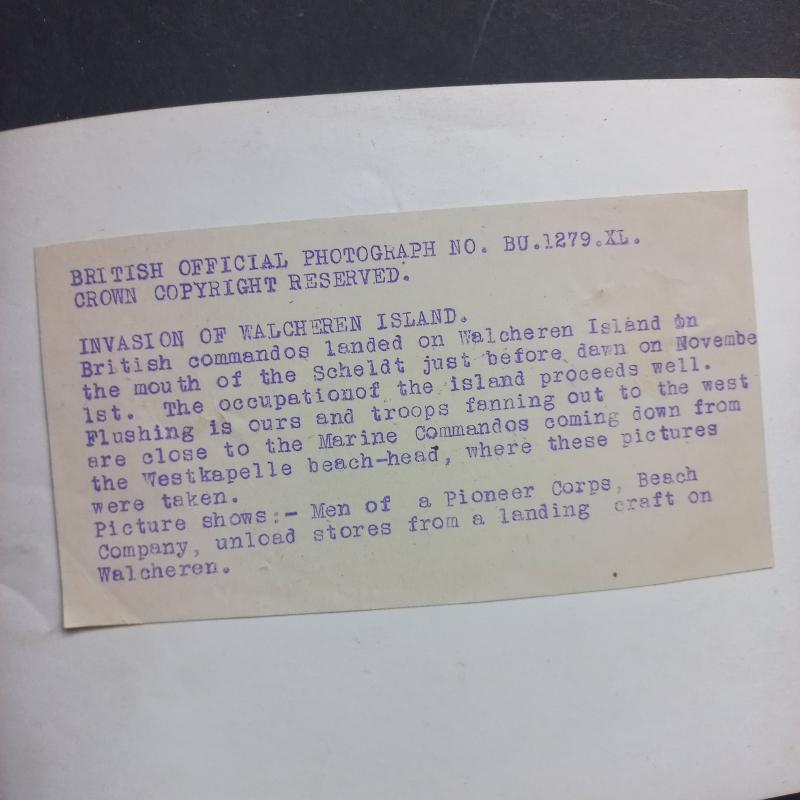 BRITISH OFFICIAL PHOTOGRAPH NO. BU.1279.XL.
CROWN COPYRIGHT RESERVED.
INVASION OF WALCHEREN ISLAND.
British commandos landed on Walcheren Island on
the mouth of the Scheldt just before dawn on Novembe
1st. The occupationof the island proceeds well.
Flushing is ours and troops fanning out to the west
are close to the Marine Commandos coming down from
the Westkapelle beach-head, where these pictures
were taken.
Picture shows:- Men of a Pioneer Corps, Beach
Company, unload stores from a landing craft on
Walcheren.